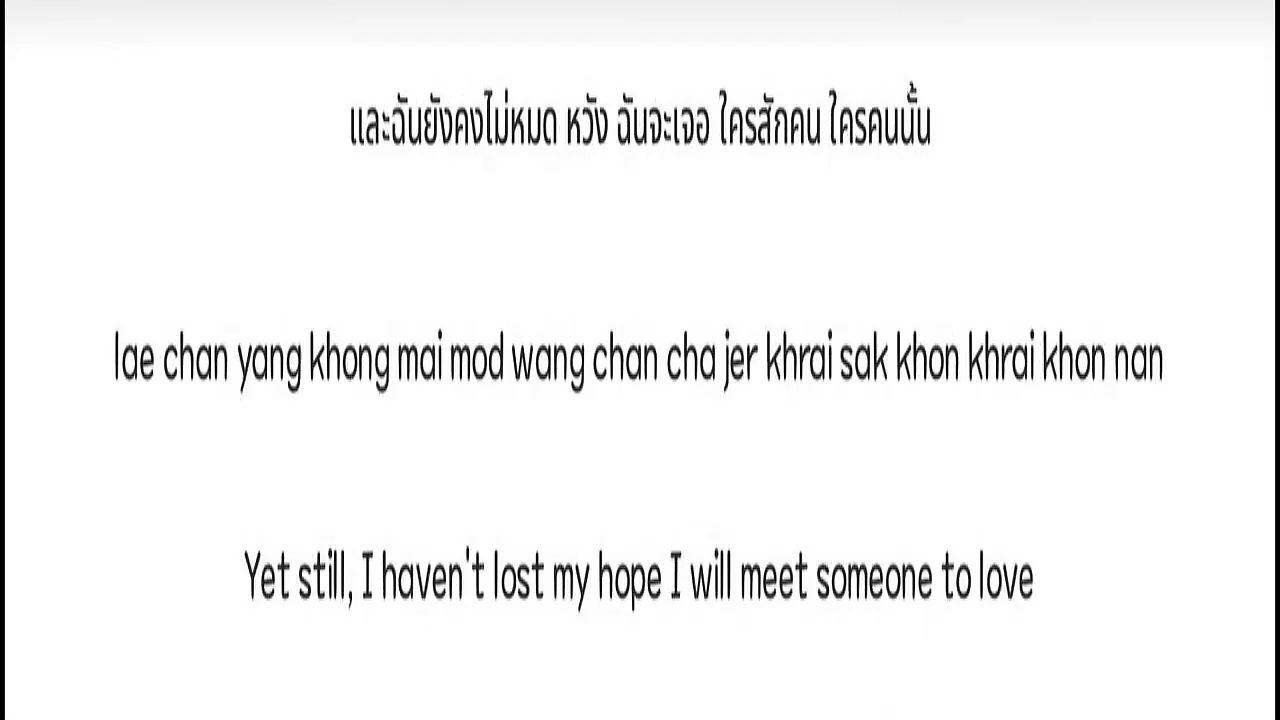 และฉันยังคงไม่หมด หวัง ฉันจะเจอ ใครสักคน ใครคนนั้น
lae chan yang khong mai mod wang chan cha jer khrai sak khon khrai khon nan
Yet still, I haven't lost my hope I will meet someone to love